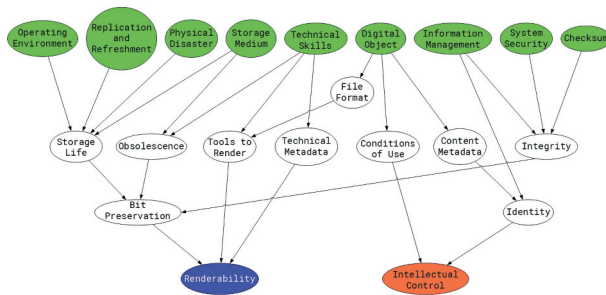 Operating
Environment
Replication
and
Refreshment
Physical
Disaster
Storage
Medium
Technical
Skills
Digital
Object
Information
Management
System
Security
Checksum
File
Format
Storage
Life
Obsolescence
Tools to
Render
Technical
Metadata
Conditions
of Use
Content
Metadata
Integrity
Bit
Preservation
Identity
Renderability
Intellectual
Control